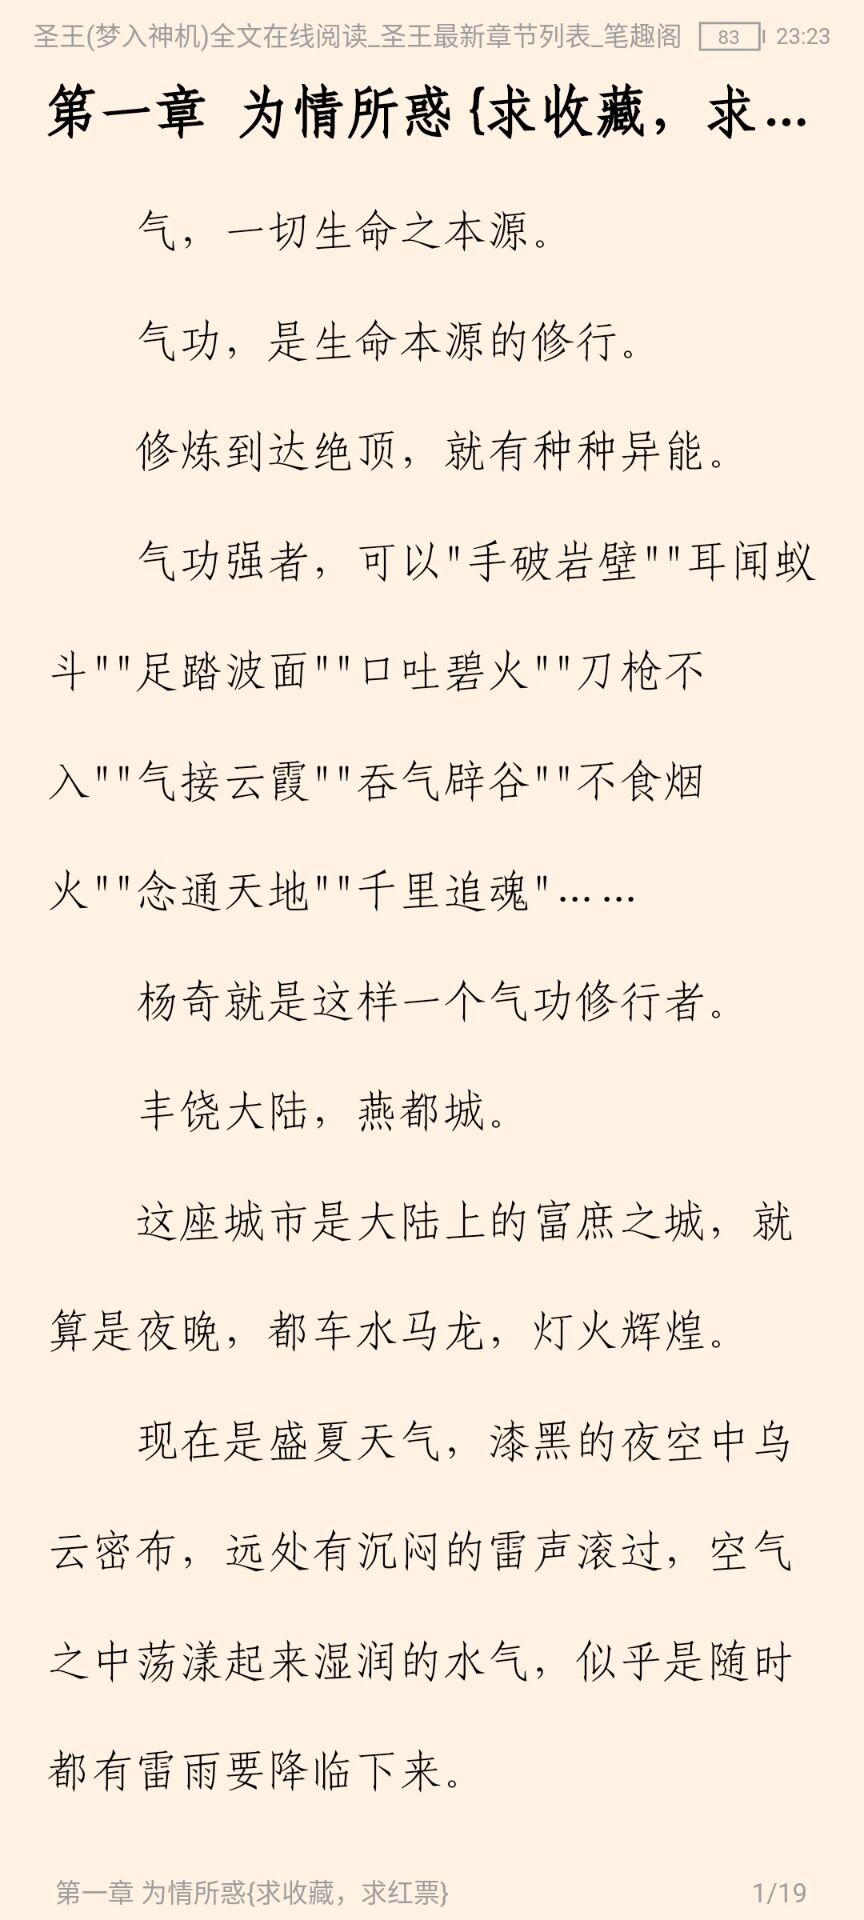 圣王(梦入神机)全文在线阅读_圣王最新章节列表_笔趣阁 83 23:23
第一章 为情所惑{求收藏，求...
气，一切生命之本源。
气功，是生命本源的修行。
修炼到达绝顶，就有种种异能。
气功强者，可以"手破岩壁""耳闻蚁
斗""足踏波面""口吐碧火""刀枪不
入""气接云霞""吞气辟谷""不食烟
火""念通天地""千里追魂"……
杨奇就是这样一个气功修行者。
丰饶大陆，燕都城。
这座城市是大陆上的富庶之城，就
算是夜晚，都车水马龙，灯火辉煌。
现在是盛夏天气，漆黑的夜空中乌
云密布，远处有沉闷的雷声滚过，空气
之中荡漾起来湿润的水气，似乎是随时
都有雷雨要降临下来。
第一章 为情所惑{求收藏，求红票} 1/19